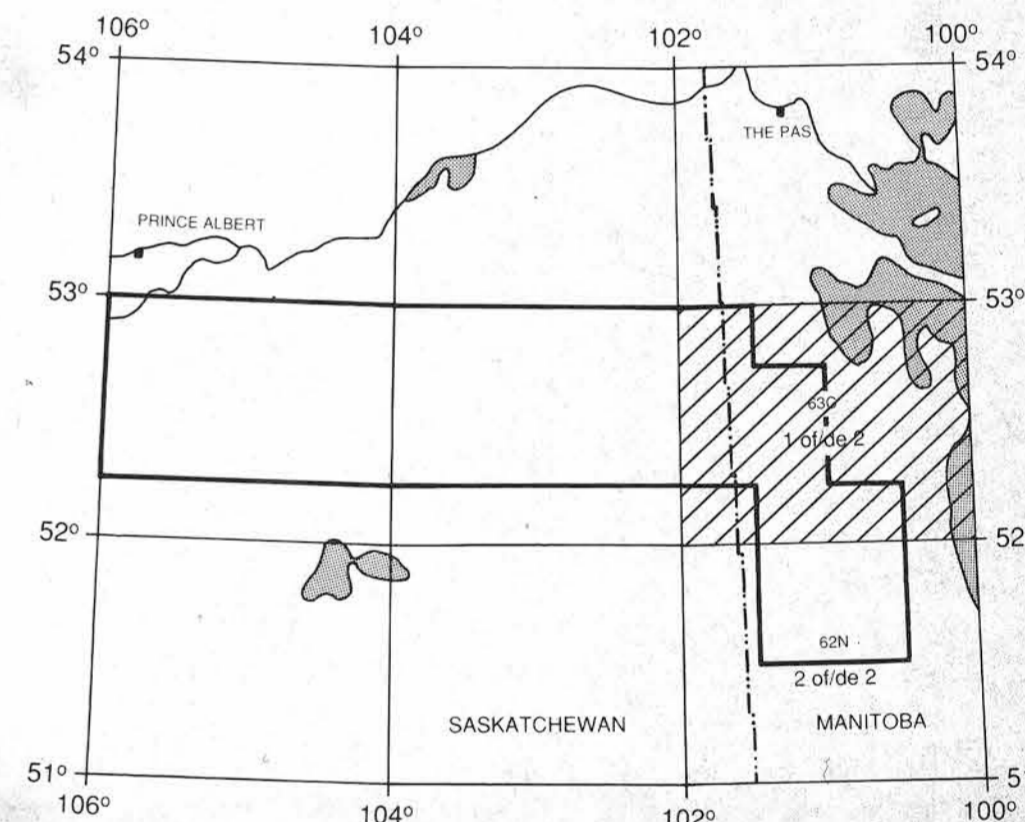 106° 104° 102° 100°
54° 54°
THE PAS
PRINCE ALBERT
53° 53°
63C
1 of/de 2
52° 52
62N
2 of/de 2
SASKATCHEWAN MANITOBA
51° 5
106° 104° 102° 100°